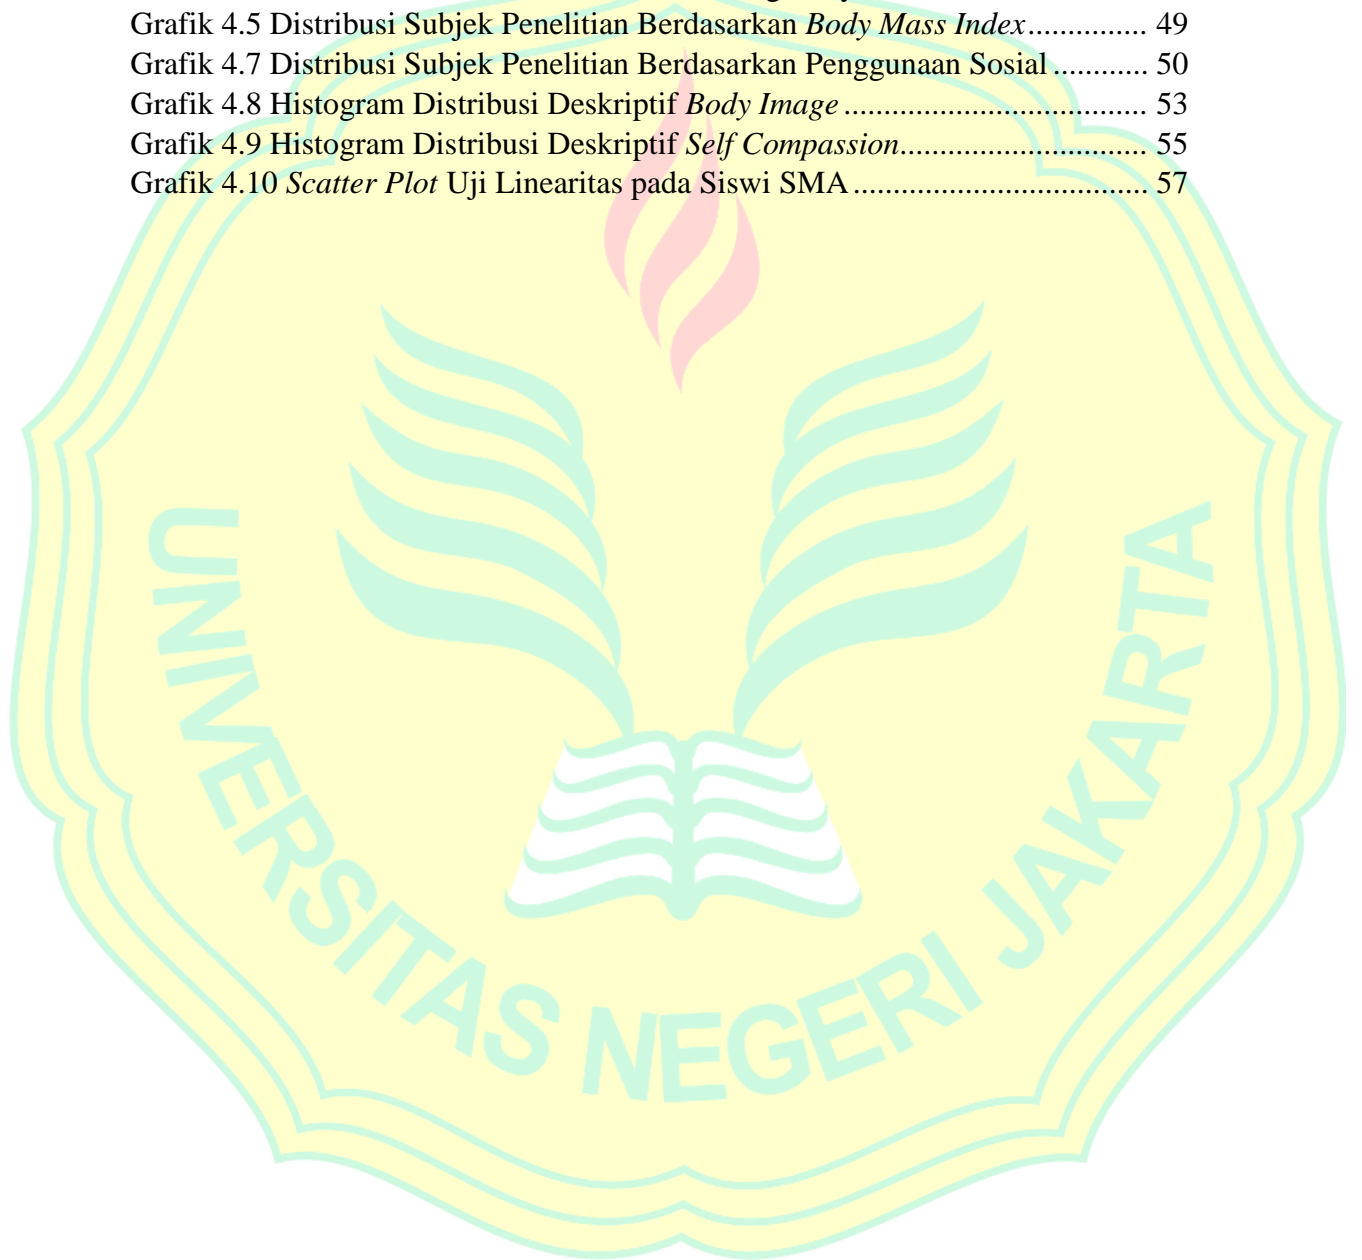 Grafik 4.5 Distribusi Subjek Penelitian Berdasarkan Body Mass Index............... 49
Grafik 4.7 Distribusi Subjek Penelitian Berdasarkan Penggunaan Sosial ............ 50
Grafik 4.8 Histogram Distribusi Deskriptif Body Image ..................................... 53
Grafik 4.9 Histogram Distribusi Deskriptif Self Compassion.............................. 55
Grafik 4.10 Scatter Plot Uji Linearitas pada Siswi SMA .................................... 57
UNIVERSITAS NEGERI JAKARTA